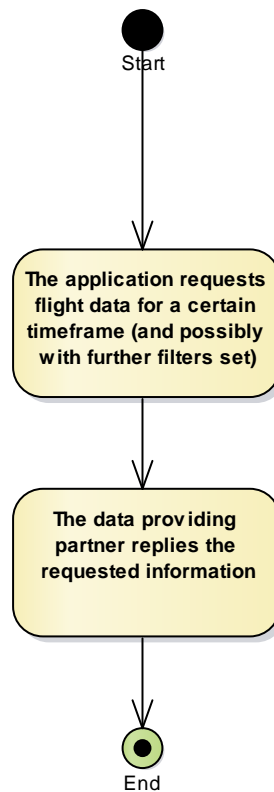 Start
The application requests
flight data for a certain
timeframe (and possibly
with further filters set)
The data providing
partner replies the
requested information
End